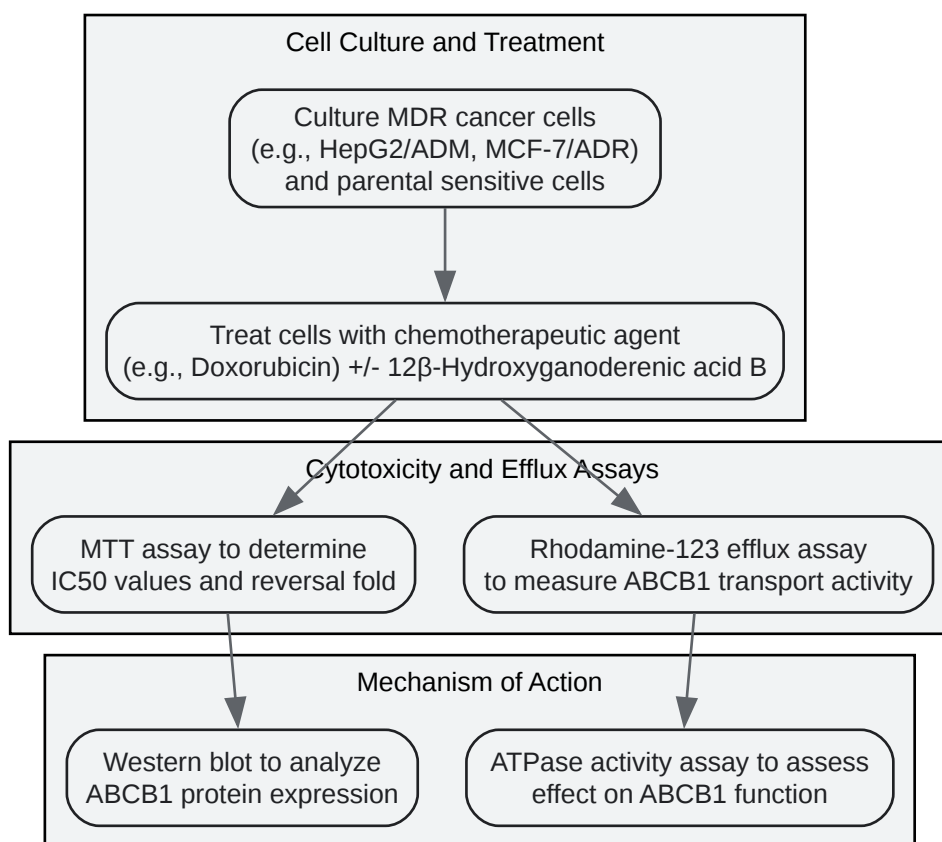 Cell Culture and Treatment
Culture MDR cancer cells
(e.g., HepG2/ADM, MCF-7/ADR)
and parental sensitive cells
Treat cells with chemotherapeutic agent
(e.g., Doxorubicin) +/- 12β-Hydroxyganoderenic acid B
Cytotoxicity and Efflux Assays
MTT assay to determine
IC50 values and reversal fold
Rhodamine-123 efflux assay
to measure ABCB1 transport activity
Mechanism of Action
Western blot to analyze
ABCB1 protein expression
ATPase activity assay to assess
effect on ABCB1 function